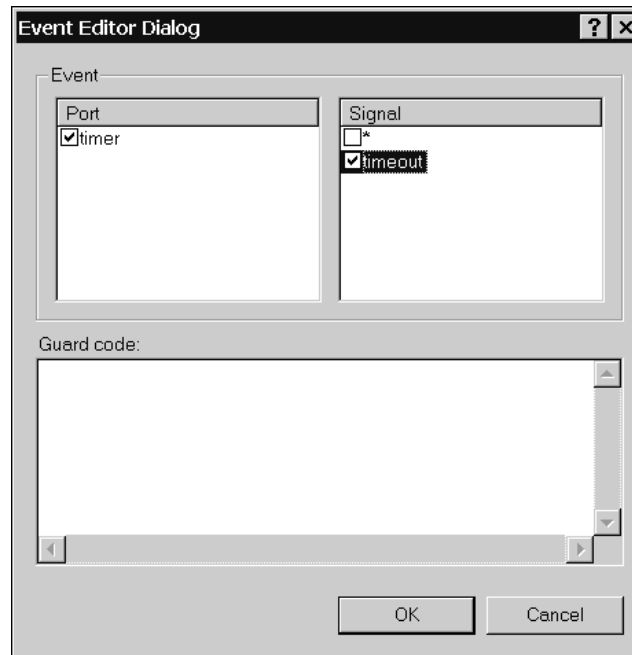 Event Editor Dialog
Event
Port
Signal
timer
*
timeout
Guard code:
OK
Cancel